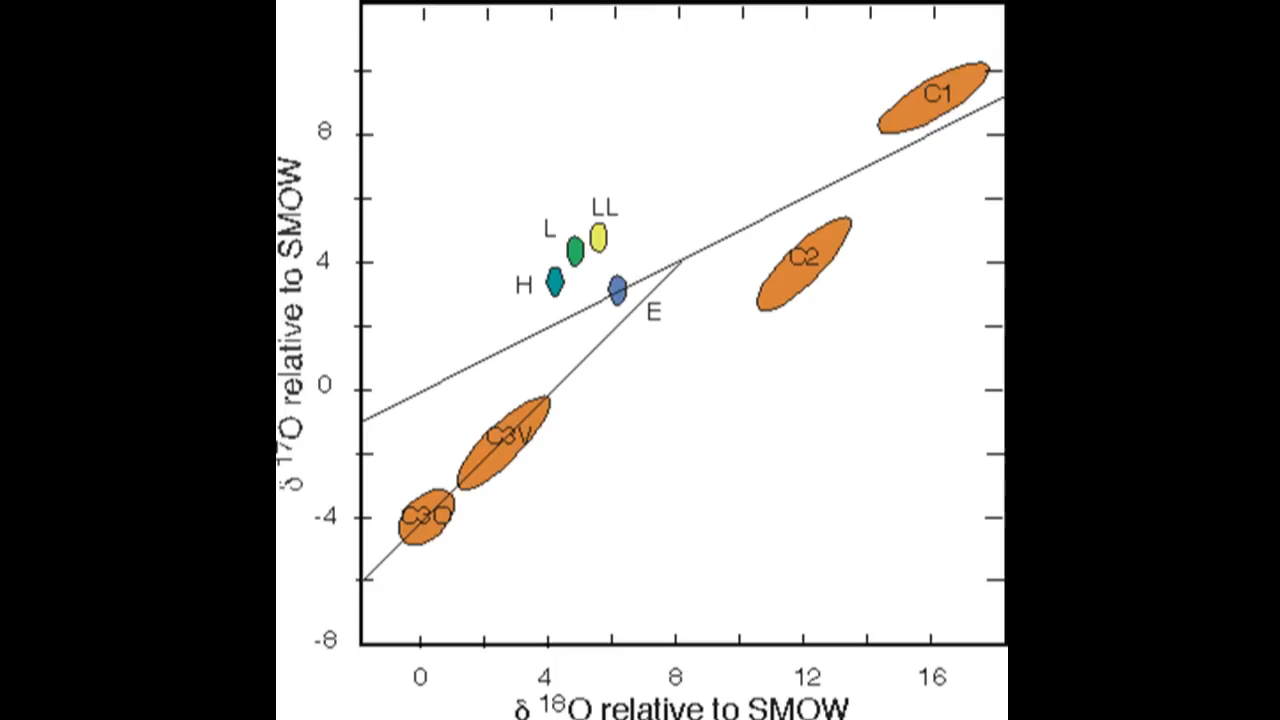 C1
8
LL
L
C2
4
H
E
δ 17O relative to SMOW
0
C3V
C3O
-4
-8
0 4 8 12 16
δ 18O relative to SMOW